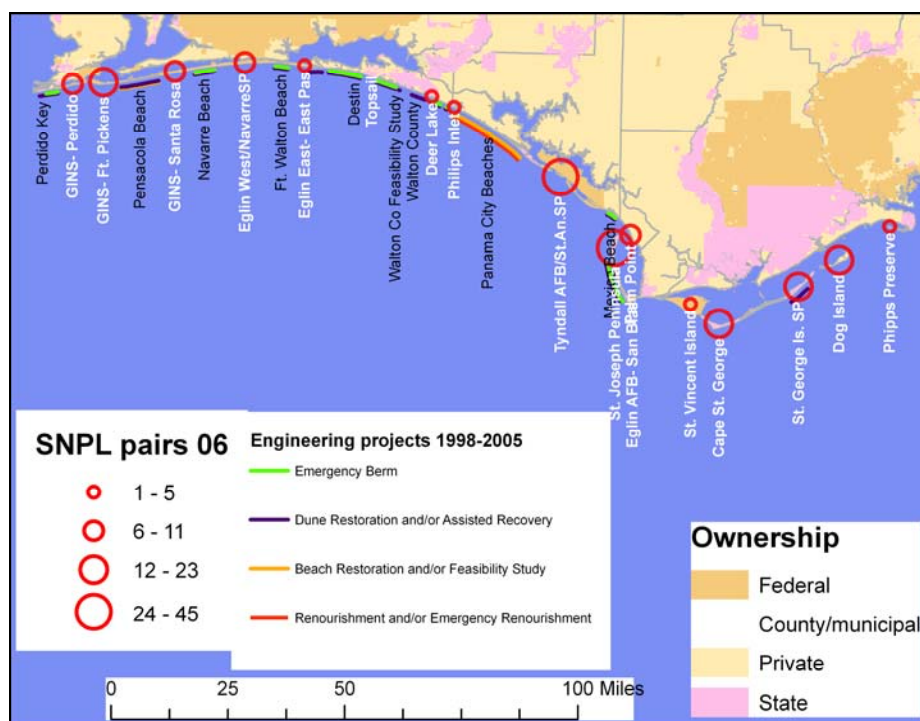 Perdido Key
GINS- Perdido
GINS- Ft. Pickens
Pensacola Beach
GINS- Santa Rosa
Navarre Beach
Eglin West/NavarreSP
Ft. Walton Beach
Eglin East- East Pas
Destin
Topsail
Walton Co Feasibility Study
Walton County
Deer Lake
Philips Inlet
Panama City Beaches
Tyndall AFB/St.An.SP
Mexico Beach
St. Joseph Peninsula
Eglin AFB- San Blas
Palm Point
St. Vincent Island
Cape St. George
St. George Is. SP
Dog Island
Phipps Preserve
SNPL pairs 06
1 - 5
6 - 11
12 - 23
24 - 45
Engineering projects 1998-2005
Emergency Berm
Dune Restoration and/or Assisted Recovery
Beach Restoration and/or Feasibility Study
Renourishment and/or Emergency Renourishment
Ownership
Federal
County/municipal
Private
State
0 25 50 100 Miles